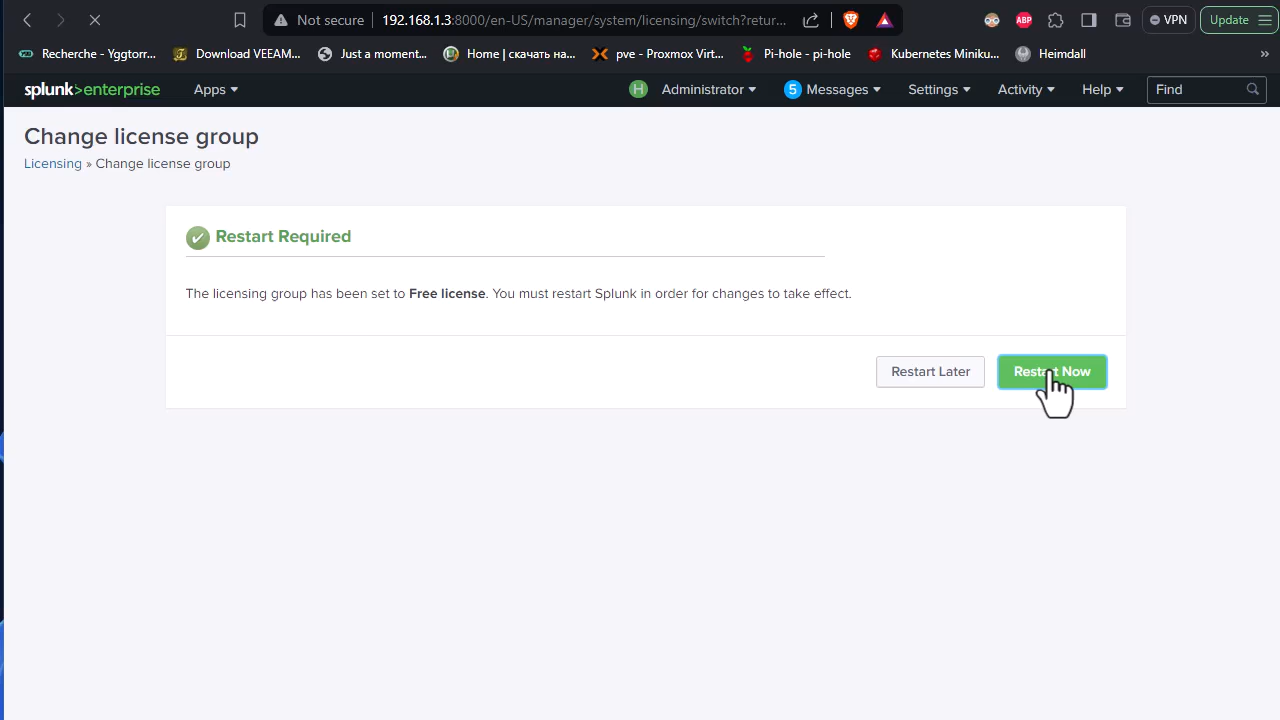 Not secure 192.168.1.3:8000/en-US/manager/system/licensing/switch?retur... ABP VPN Update
Recherche - Yggtorr... Download VEEAM... Just a moment... Home | скачать на... pve - Proxmox Virt... Pi-hole - pi-hole Kubernetes Miniku... Heimdall »
splunk>enterprise Apps H Administrator 5 Messages Settings Activity Help Find
Change license group
Licensing » Change license group
Restart Required
The licensing group has been set to Free license. You must restart Splunk in order for changes to take effect.
Restart Later Restart Now